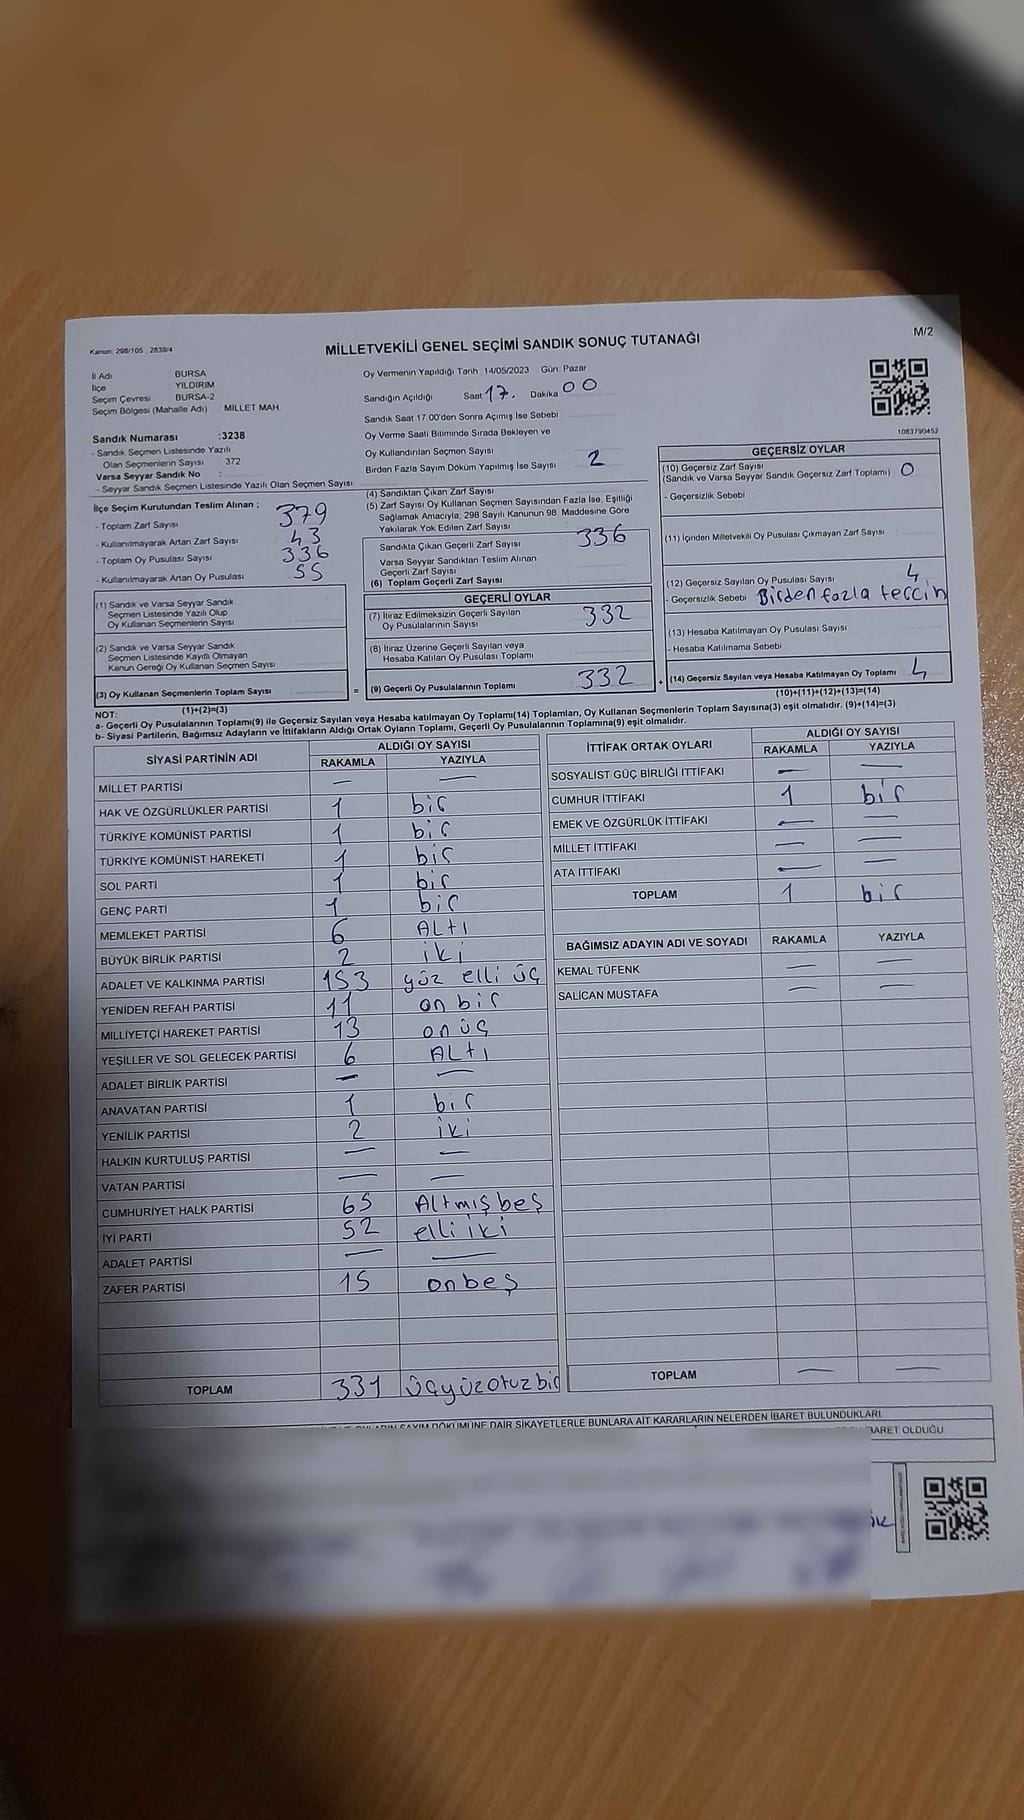 Kanun: 298/105 , 2839/4
MİLLETVEKİLİ GENEL SEÇİMİ SANDIK SONUÇ TUTANAĞI
M/2
İl Adı BURSA
İlçe YILDIRIM
Seçim Çevresi BURSA-2
Seçim Bölgesi (Mahalle Adı) MİLLET MAH
Sandık Numarası :3238
- Sandık Seçmen Listesinde Yazılı
Olan Seçmenlerin Sayısı 372
Varsa Seyyar Sandık No :
- Seyyar Sandık Seçmen Listesinde Yazılı Olan Seçmen Sayısı:
Oy Vermenin Yapıldığı Tarih 14/05/2023 Gün: Pazar
Sandığın Açıldığı Saat 17. Dakika 00
Sandık Saat 17:00'den Sonra Açımış İse Sebebi
Oy Verme Saati Bitiminde Sırada Bekleyen ve
Oy Kullandırılan Seçmen Sayısı
Birden Fazla Sayım Döküm Yapılmış İse Sayısı 2
1083790452
İlçe Seçim Kurulundan Teslim Alınan ;
- Toplam Zarf Sayısı 379
- Kullanılmayarak Artan Zarf Sayısı 43
- Toplam Oy Pusulası Sayısı 336
- Kullanılmayarak Artan Oy Pusulası 55
(1) Sandık ve Varsa Seyyar Sandık
Seçmen Listesinde Yazılı Olup
Oy Kullanan Seçmenlerin Sayısı
(2) Sandık ve Varsa Seyyar Sandık
Seçmen Listesinde Kayıtlı Olmayan
Kanun Gereği Oy Kullanan Seçmen Sayısı
(3) Oy Kullanan Seçmenlerin Toplam Sayısı
(1)+(2)=(3)
(4) Sandıktan Çıkan Zarf Sayısı
(5) Zarf Sayısı Oy Kullanan Seçmen Sayısından Fazla İse, Eşitliği
Sağlamak Amacıyla, 298 Sayılı Kanunun 98. Maddesine Göre
Yakılarak Yok Edilen Zarf Sayısı
Sandıkta Çıkan Geçerli Zarf Sayısı 336
Varsa Seyyar Sandıktan Teslim Alınan
Geçerli Zarf Sayısı
(6) Toplam Geçerli Zarf Sayısı
GEÇERLİ OYLAR
(7) İtiraz Edilmeksizin Geçerli Sayılan
Oy Pusulalarının Sayısı 332
(8) İtiraz Üzerine Geçerli Sayılan veya
Hesaba Katılan Oy Pusulası Toplamı
= (9) Geçerli Oy Pusulalarının Toplamı 332
GEÇERSİZ OYLAR
(10) Geçersiz Zarf Sayısı
(Sandık ve Varsa Seyyar Sandık Geçersiz Zarf Toplamı) 0
- Geçersizlik Sebebi
(11) İçinden Milletvekili Oy Pusulası Çıkmayan Zarf Sayısı
(12) Geçersiz Sayılan Oy Pusulası Sayısı 4
- Geçersizlik Sebebi Birden fazla tercih
(13) Hesaba Katılmayan Oy Pusulası Sayısı
- Hesaba Katılmama Sebebi
+ (14) Geçersiz Sayılan veya Hesaba Katılmayan Oy Toplamı 4
(10)+(11)+(12)+(13)=(14)
NOT:
a- Geçerli Oy Pusulalarının Toplamı(9) ile Geçersiz Sayılan veya Hesaba katılmayan Oy Toplamı(14) Toplamları, Oy Kullanan Seçmenlerin Toplam Sayısına(3) eşit olmalıdır. (9)+(14)=(3)
b- Siyasi Partilerin, Bağımsız Adayların ve İttifakların Aldığı Ortak Oyların Toplamı, Geçerli Oy Pusulalarının Toplamına(9) eşit olmalıdır.
SİYASİ PARTİNİN ADI ALDIĞI OY SAYISI
RAKAMLA YAZIYLA
MİLLET PARTİSİ — —
HAK VE ÖZGÜRLÜKLER PARTİSİ 1 bir
TÜRKİYE KOMÜNİST PARTİSİ 1 bir
TÜRKİYE KOMÜNİST HAREKETİ 1 bir
SOL PARTİ 1 bir
GENÇ PARTİ 1 bir
MEMLEKET PARTİSİ 6 ALTI
BÜYÜK BİRLİK PARTİSİ 2 iki
ADALET VE KALKINMA PARTİSİ 153 yüz elli üç
YENİDEN REFAH PARTİSİ 11 on bir
MİLLİYETÇİ HAREKET PARTİSİ 13 on üç
YEŞİLLER VE SOL GELECEK PARTİSİ 6 ALTI
ADALET BİRLİK PARTİSİ — —
ANAVATAN PARTİSİ 1 bir
YENİLİK PARTİSİ 2 iki
HALKIN KURTULUŞ PARTİSİ — —
VATAN PARTİSİ — —
CUMHURİYET HALK PARTİSİ 65 Altmış beş
İYİ PARTİ 52 elli iki
ADALET PARTİSİ — —
ZAFER PARTİSİ 15 on beş
TOPLAM 331 üçyüzotuzbir
İTTİFAK ORTAK OYLARI ALDIĞI OY SAYISI
RAKAMLA YAZIYLA
SOSYALİST GÜÇ BİRLİĞİ İTTİFAKI — —
CUMHUR İTTİFAKI 1 bir
EMEK VE ÖZGÜRLÜK İTTİFAKI — —
MİLLET İTTİFAKI — —
ATA İTTİFAKI — —
TOPLAM 1 bir
BAĞIMSIZ ADAYIN ADI VE SOYADI RAKAMLA YAZIYLA
KEMAL TÜFENK — —
SALİCAN MUSTAFA — —
TOPLAM — —
SAYIM DÖKÜMÜNE DAİR ŞİKAYETLERLE BUNLARA AİT KARARLARIN NELERDEN İBARET BULUNDUKLARI
İBARET OLDUĞU